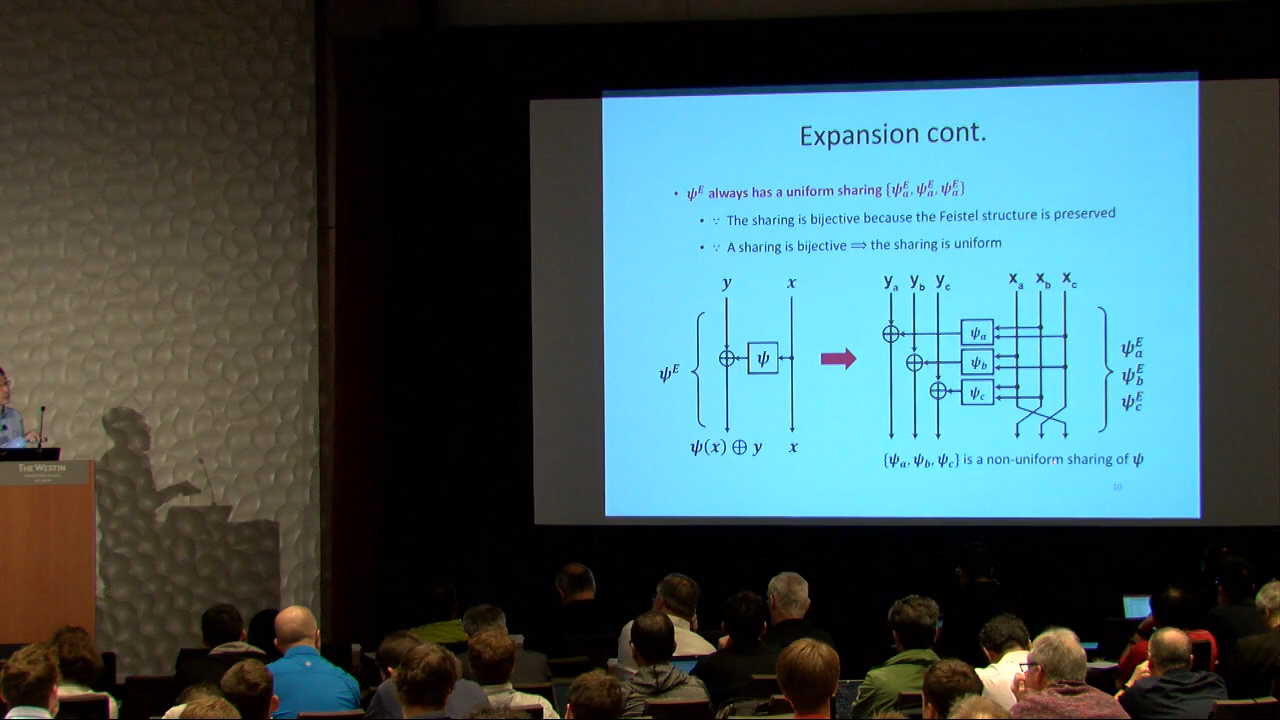 Expansion cont.
• ψ^E always has a uniform sharing {ψ_a^E, ψ_a^E, ψ_a^E}
• ∵ The sharing is bijective because the Feistel structure is preserved
• ∵ A sharing is bijective ⟹ the sharing is uniform
y x
y_a y_b y_c x_a x_b x_c
ψ^E ψ
ψ_a
ψ_b
ψ_c
ψ_a^E
ψ_b^E
ψ_c^E
ψ(x) ⊕ y x
{ψ_a, ψ_b, ψ_c} is a non-uniform sharing of ψ
10
THE WESTIN